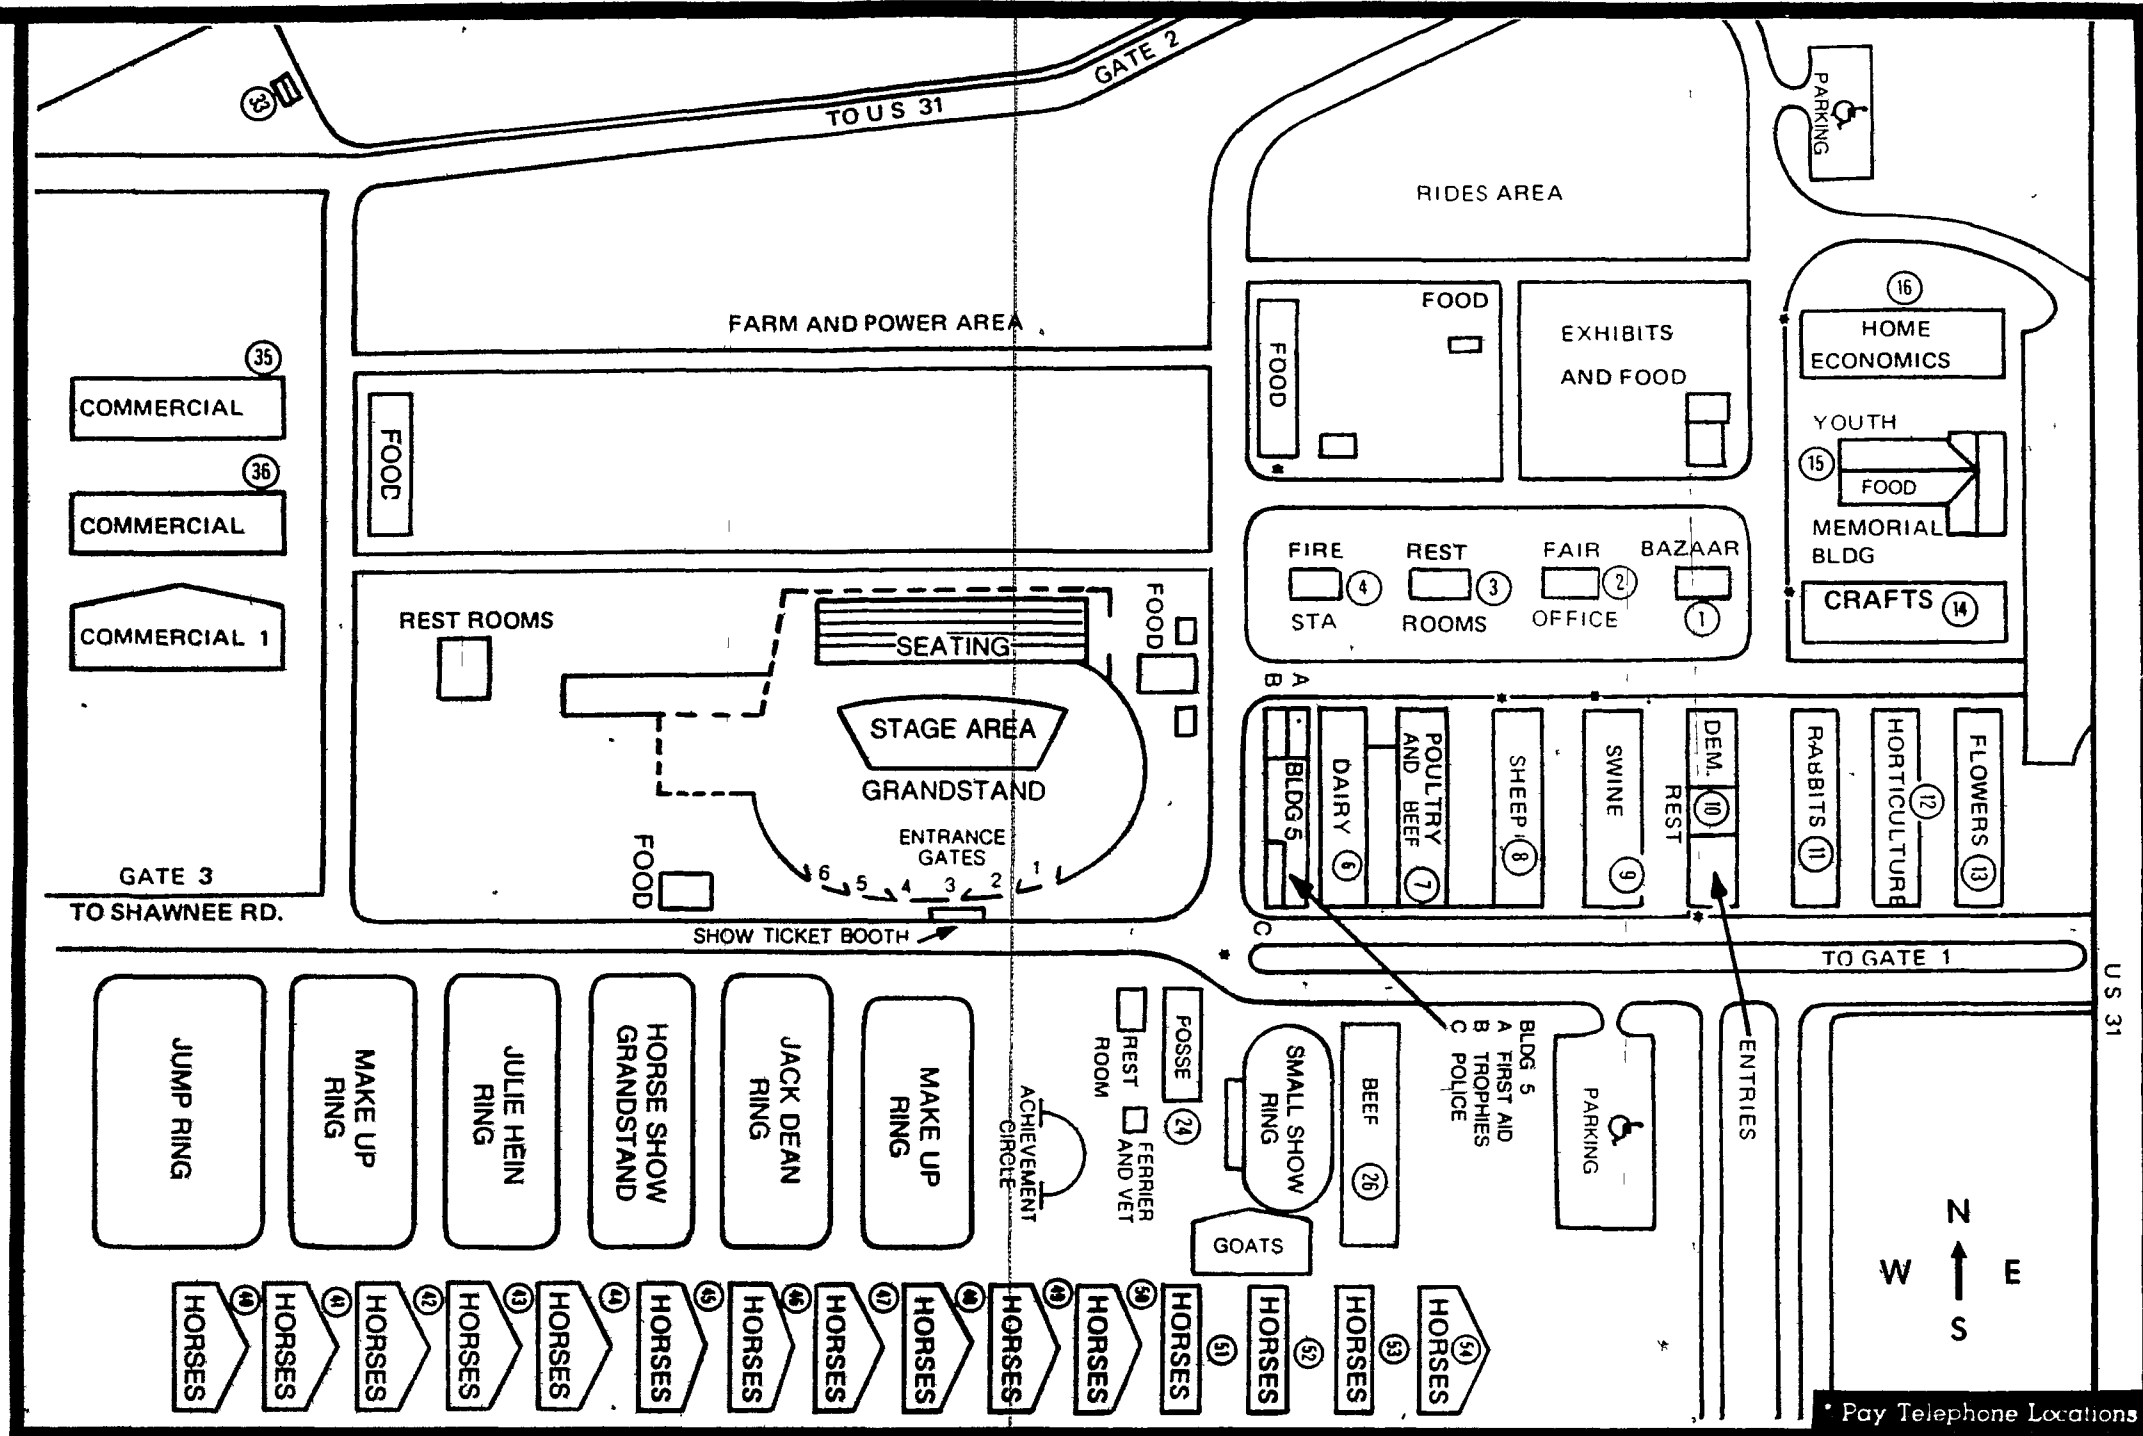 GATE 2
TO U S 31
33
PARKING
RIDES AREA
FARM AND POWER AREA
FOOD
FOOD
EXHIBITS
AND FOOD
16
HOME
ECONOMICS
35
COMMERCIAL
36
COMMERCIAL
COMMERCIAL 1
FOOD
YOUTH
15
FOOD
MEMORIAL
BLDG
CRAFTS 14
FIRE
4
STA
REST
3
ROOMS
FAIR
2
OFFICE
BAZAAR
1
REST ROOMS
SEATING
FOOD
STAGE AREA
GRANDSTAND
ENTRANCE
GATES
6 5 4 3 2 1
FOOD
SHOW TICKET BOOTH
GATE 3
TO SHAWNEE RD.
A
B
C
BLDG 5
DAIRY 6
POULTRY
AND BEEF 7
SHEEP 8
SWINE 9
REST
DEM. 10
RABBITS 11
HORTICULTURE 12
FLOWERS 13
TO GATE 1
U S 31
JUMP RING
MAKE UP
RING
JULIE HEIN
RING
HORSE SHOW
GRANDSTAND
JACK DEAN
RING
MAKE UP
RING
ACHIEVEMENT
CIRCLE
REST
ROOM
FERRIER
AND VET
POSSE
24
SMALL SHOW
RING
GOATS
BEEF 26
BLDG 5
A FIRST AID
B TROPHIES
C POLICE
PARKING
ENTRIES
N
W E
S
HORSES 40
HORSES 41
HORSES 42
HORSES 43
HORSES 44
HORSES 45
HORSES 46
HORSES 47
HORSES 48
HORSES 49
HORSES 50
HORSES 51
HORSES 52
HORSES 53
HORSES 54
* Pay Telephone Locations